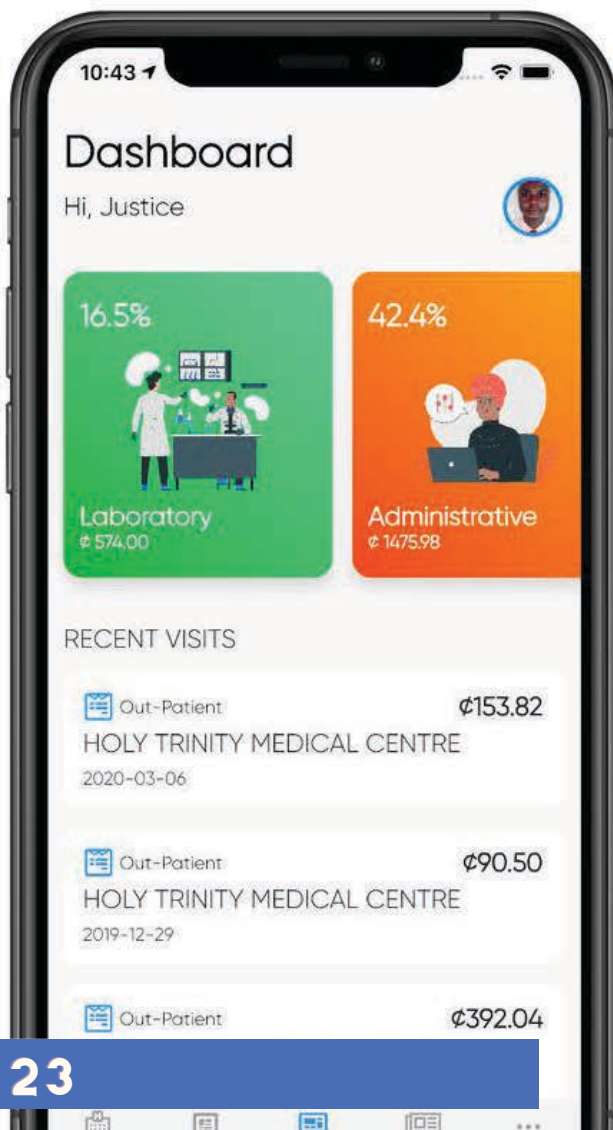 10:43
Dashboard
Hi, Justice
16.5%
42.4%
Laboratory
¢ 574.00
Administrative
¢ 1475.98
RECENT VISITS
Out-Patient
¢153.82
HOLY TRINITY MEDICAL CENTRE
2020-03-06
Out-Patient
¢90.50
HOLY TRINITY MEDICAL CENTRE
2019-12-29
Out-Patient
¢392.04
23